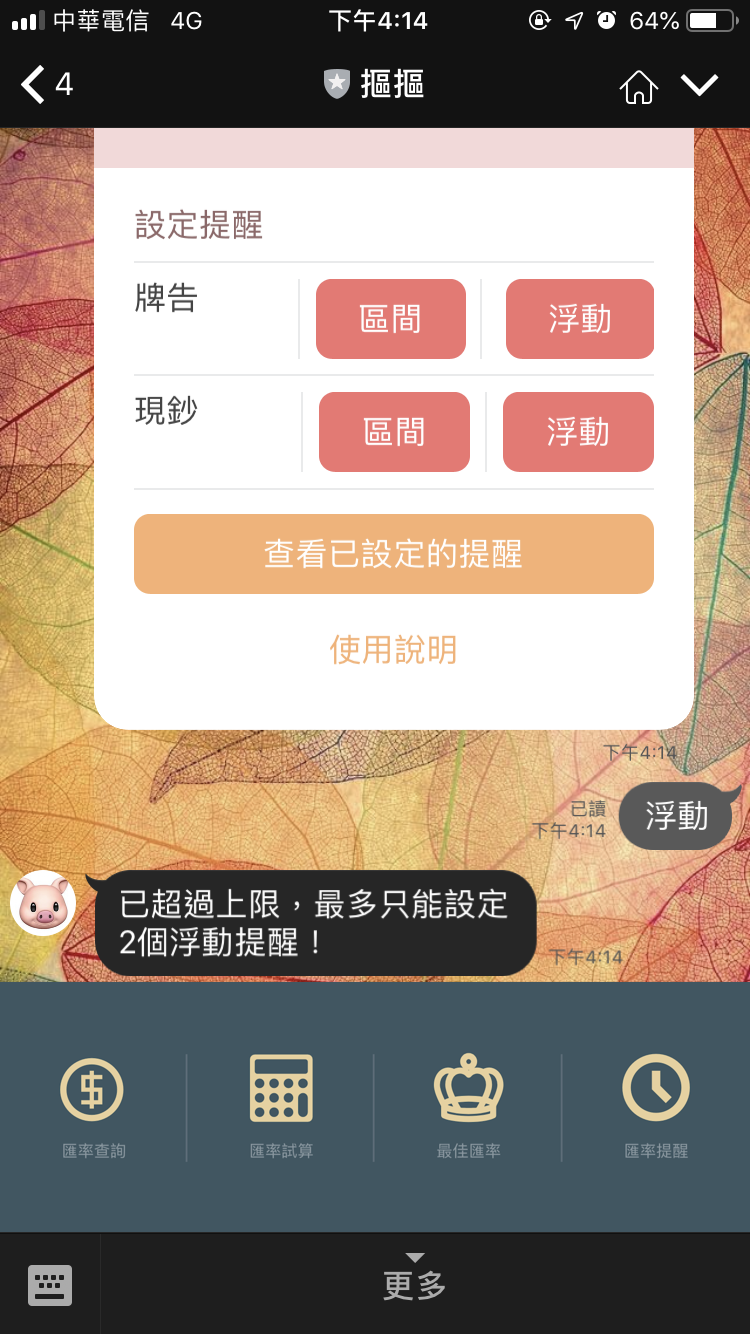 中華電信 4G 下午4:14 64%
4 摳摳
設定提醒
牌告 區間 浮動
現鈔 區間 浮動
查看已設定的提醒
使用說明
下午4:14
已讀
下午4:14
浮動
已超過上限，最多只能設定
2個浮動提醒！
下午4:14
匯率查詢 匯率試算 最佳匯率 匯率提醒
更多